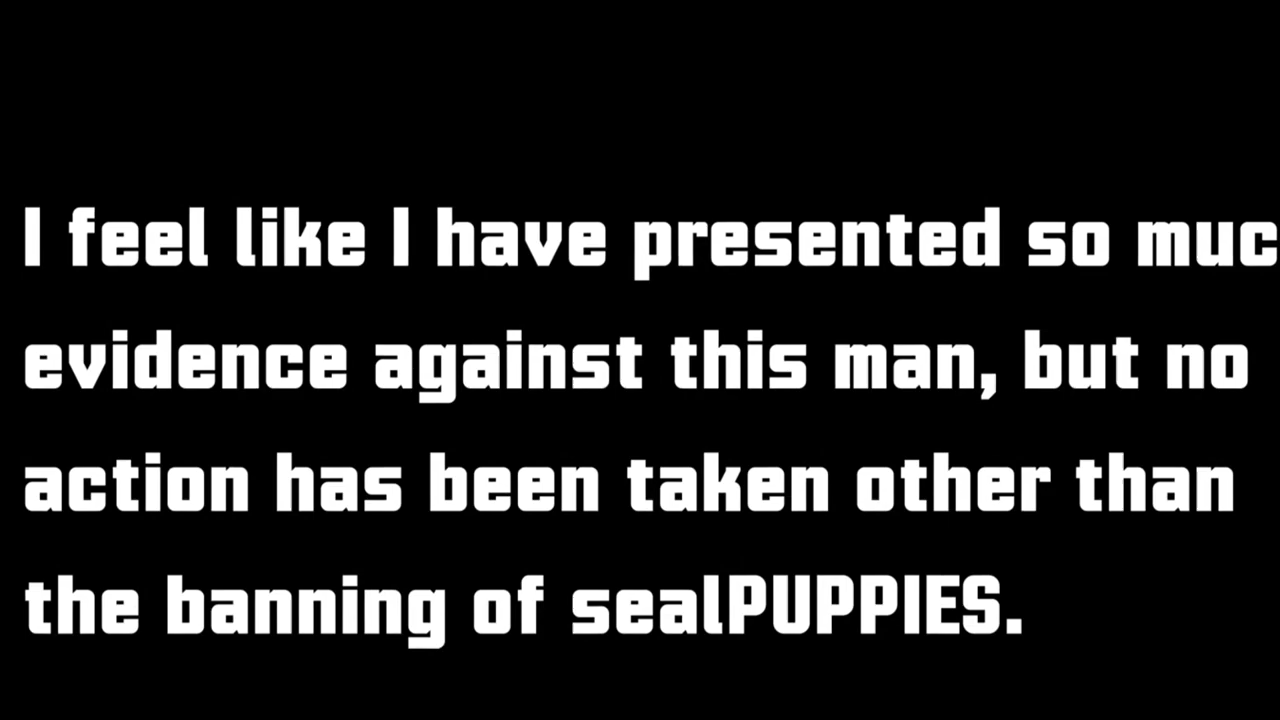 I feel like I have presented so muc
evidence against this man, but no
action has been taken other than
the banning of sealPUPPIES.